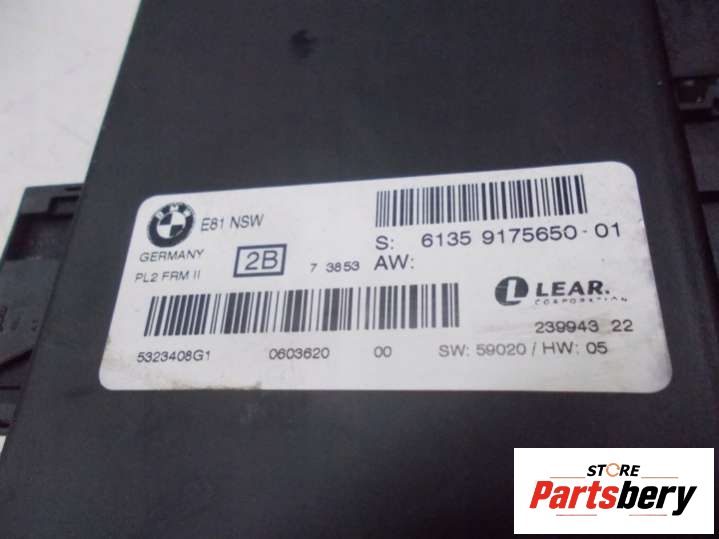 BMW
E81 NSW
GERMANY
PL2 FRM II
2B
7 3853
S: 6135 9175650-01
AW:
LEAR.
CORPORATION
239943 22
5323408G1 0603620 00 SW: 59020 / HW: 05
STORE
Partsbery